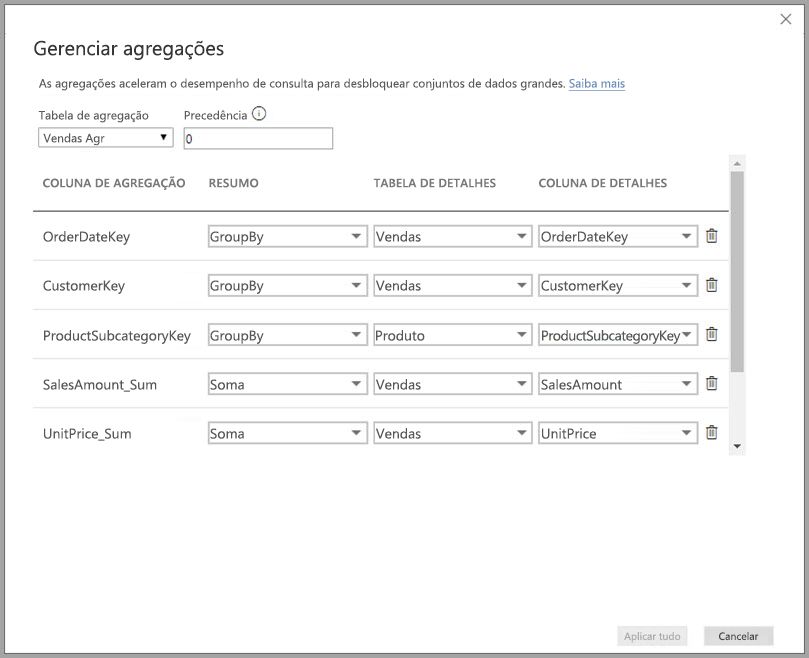 Gerenciar agregações
As agregações aceleram o desempenho de consulta para desbloquear conjuntos de dados grandes. Saiba mais
Tabela de agregação Precedência
Vendas Agr 0
COLUNA DE AGREGAÇÃO RESUMO TABELA DE DETALHES COLUNA DE DETALHES
OrderDateKey GroupBy Vendas OrderDateKey
CustomerKey GroupBy Vendas CustomerKey
ProductSubcategoryKey GroupBy Produto ProductSubcategoryKey
SalesAmount_Sum Soma Vendas SalesAmount
UnitPrice_Sum Soma Vendas UnitPrice
Aplicar tudo Cancelar